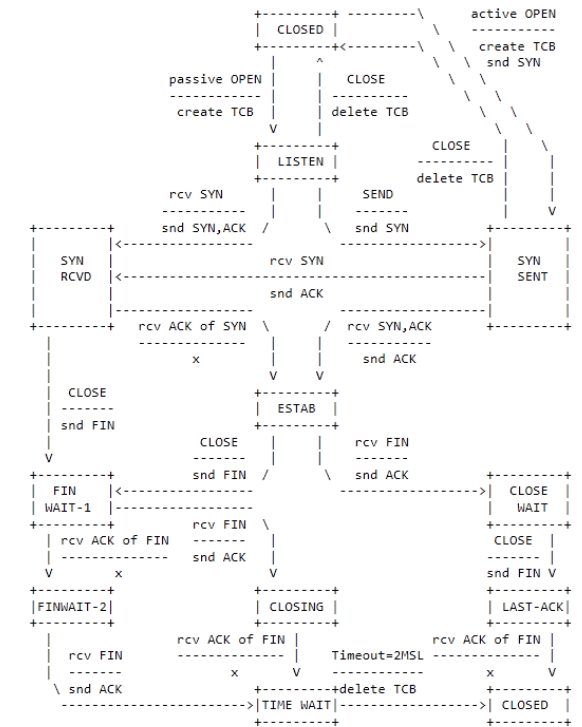 +---------+ ---------\      active OPEN
|  CLOSED |            \    -----------
+---------+<---------\   \   create TCB
|     ^              \   \  snd SYN
passive OPEN |     |   CLOSE        \   \
------------ |     | ----------       \   \
create TCB  |     | delete TCB         \   \
V     |                      \   \
+---------+            CLOSE    |    \
|  LISTEN |          ---------- |     |
+---------+          delete TCB |     |
rcv SYN      |     |     SEND              |     |
-----------   |     |    -------            |     V
+---------+      snd SYN,ACK  /       \   snd SYN          +---------+
|         |<-----------------           ------------------>|         |
|   SYN   |                    rcv SYN                     |   SYN   |
|   RCVD  |<-----------------------------------------------|   SENT  |
|         |                    snd ACK                     |         |
|         |------------------           -------------------|         |
+---------+   rcv ACK of SYN  \       /  rcv SYN,ACK       +---------+
|           --------------   |     |   -----------
|                  x         |     |     snd ACK
|                            V     V
|  CLOSE                   +---------+
| -------                  |  ESTAB  |
| snd FIN                  +---------+
|                   CLOSE    |     |    rcv FIN
V                  -------   |     |    -------
+---------+          snd FIN  /       \   snd ACK          +---------+
|  FIN    |<-----------------           ------------------>|  CLOSE  |
| WAIT-1  |------------------                              |   WAIT  |
+---------+          rcv FIN  \                            +---------+
| rcv ACK of FIN  -------   |                            CLOSE  |
| --------------  snd ACK   |                           ------- |
V        x                  V                           snd FIN V
+---------+                  +---------+                   +---------+
|FINWAIT-2|                  | CLOSING |                   | LAST-ACK|
+---------+                  +---------+                   +---------+
|                rcv ACK of FIN |                 rcv ACK of FIN |
|  rcv FIN       -------------- |    Timeout=2MSL -------------- |
|  -------              x       V    ------------        x       V
\ snd ACK                 +---------+delete TCB         +---------+
------------------------>|TIME WAIT|------------------>| CLOSED  |
+---------+                   +---------+